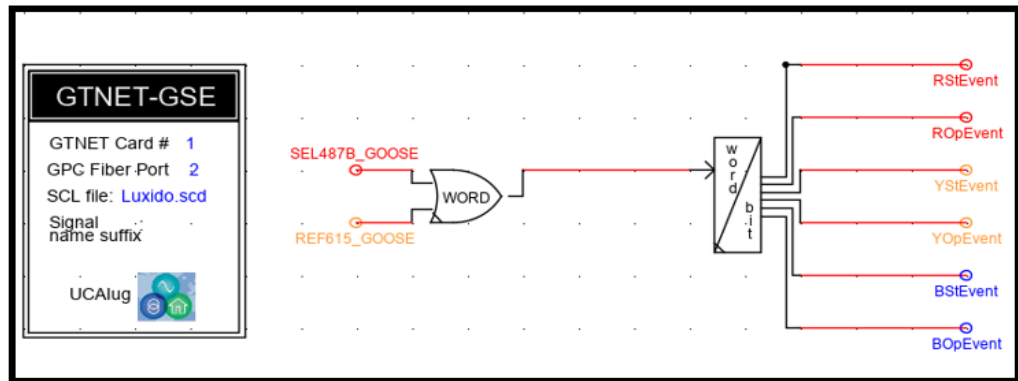 GTNET-GSE
GTNET Card # 1
GPC Fiber Port 2
SCL file: Luxido.scd
Signal
name suffix
UCAlug
SEL487B_GOOSE
REF615_GOOSE
WORD
word
bit
RStEvent
ROpEvent
YStEvent
YOpEvent
BStEvent
BOpEvent